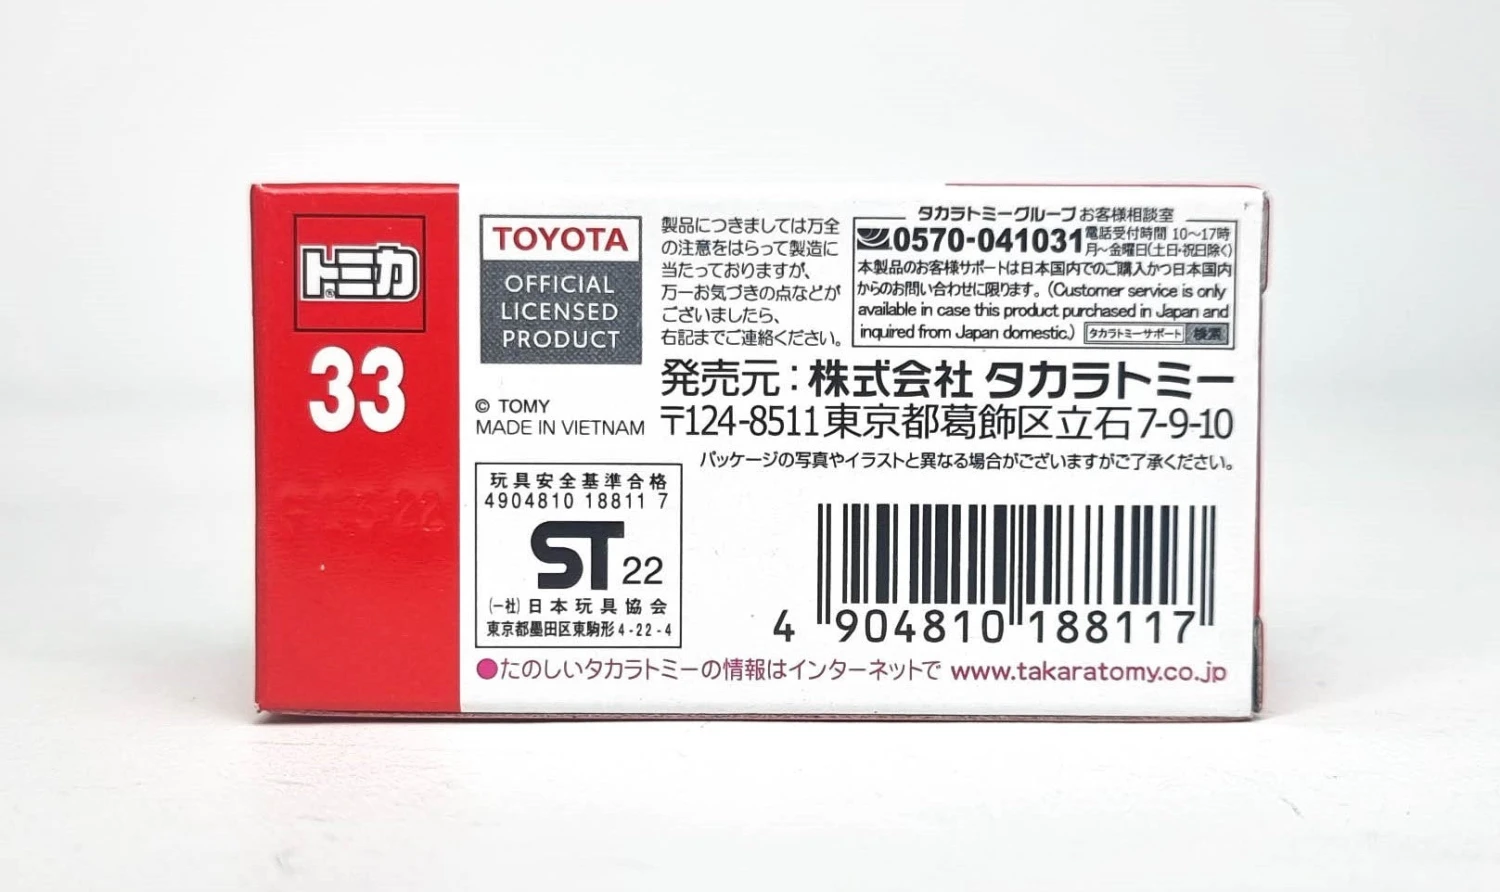 トミカ
®
33
TOYOTA
OFFICIAL
LICENSED
PRODUCT
© TOMY
MADE IN VIETNAM
製品につきましては万全
の注意をはらって製造に
当たっておりますが、
万一お気づきの点などが
ございましたら、
右記までご連絡ください。
タカラトミーグループ お客様相談室
0570-041031 電話受付時間 10〜17時
月〜金曜日(土日・祝日除く)
本製品のお客様サポートは日本国内でのご購入かつ日本国内
からのお問い合わせに限ります。(Customer service is only
available in case this product purchased in Japan and
inquired from Japan domestic.) タカラトミーサポート 検索
発売元：株式会社 タカラトミー
〒124-8511 東京都葛飾区立石 7-9-10
パッケージの写真やイラストと異なる場合がございますがご了承ください。
玩具安全基準合格
4904810 18811 7
ST 22
(一社)日本玩具協会
東京都墨田区東駒形 4-22-4
4 904810 188117
●たのしいタカラトミーの情報はインターネットで www.takaratomy.co.jp